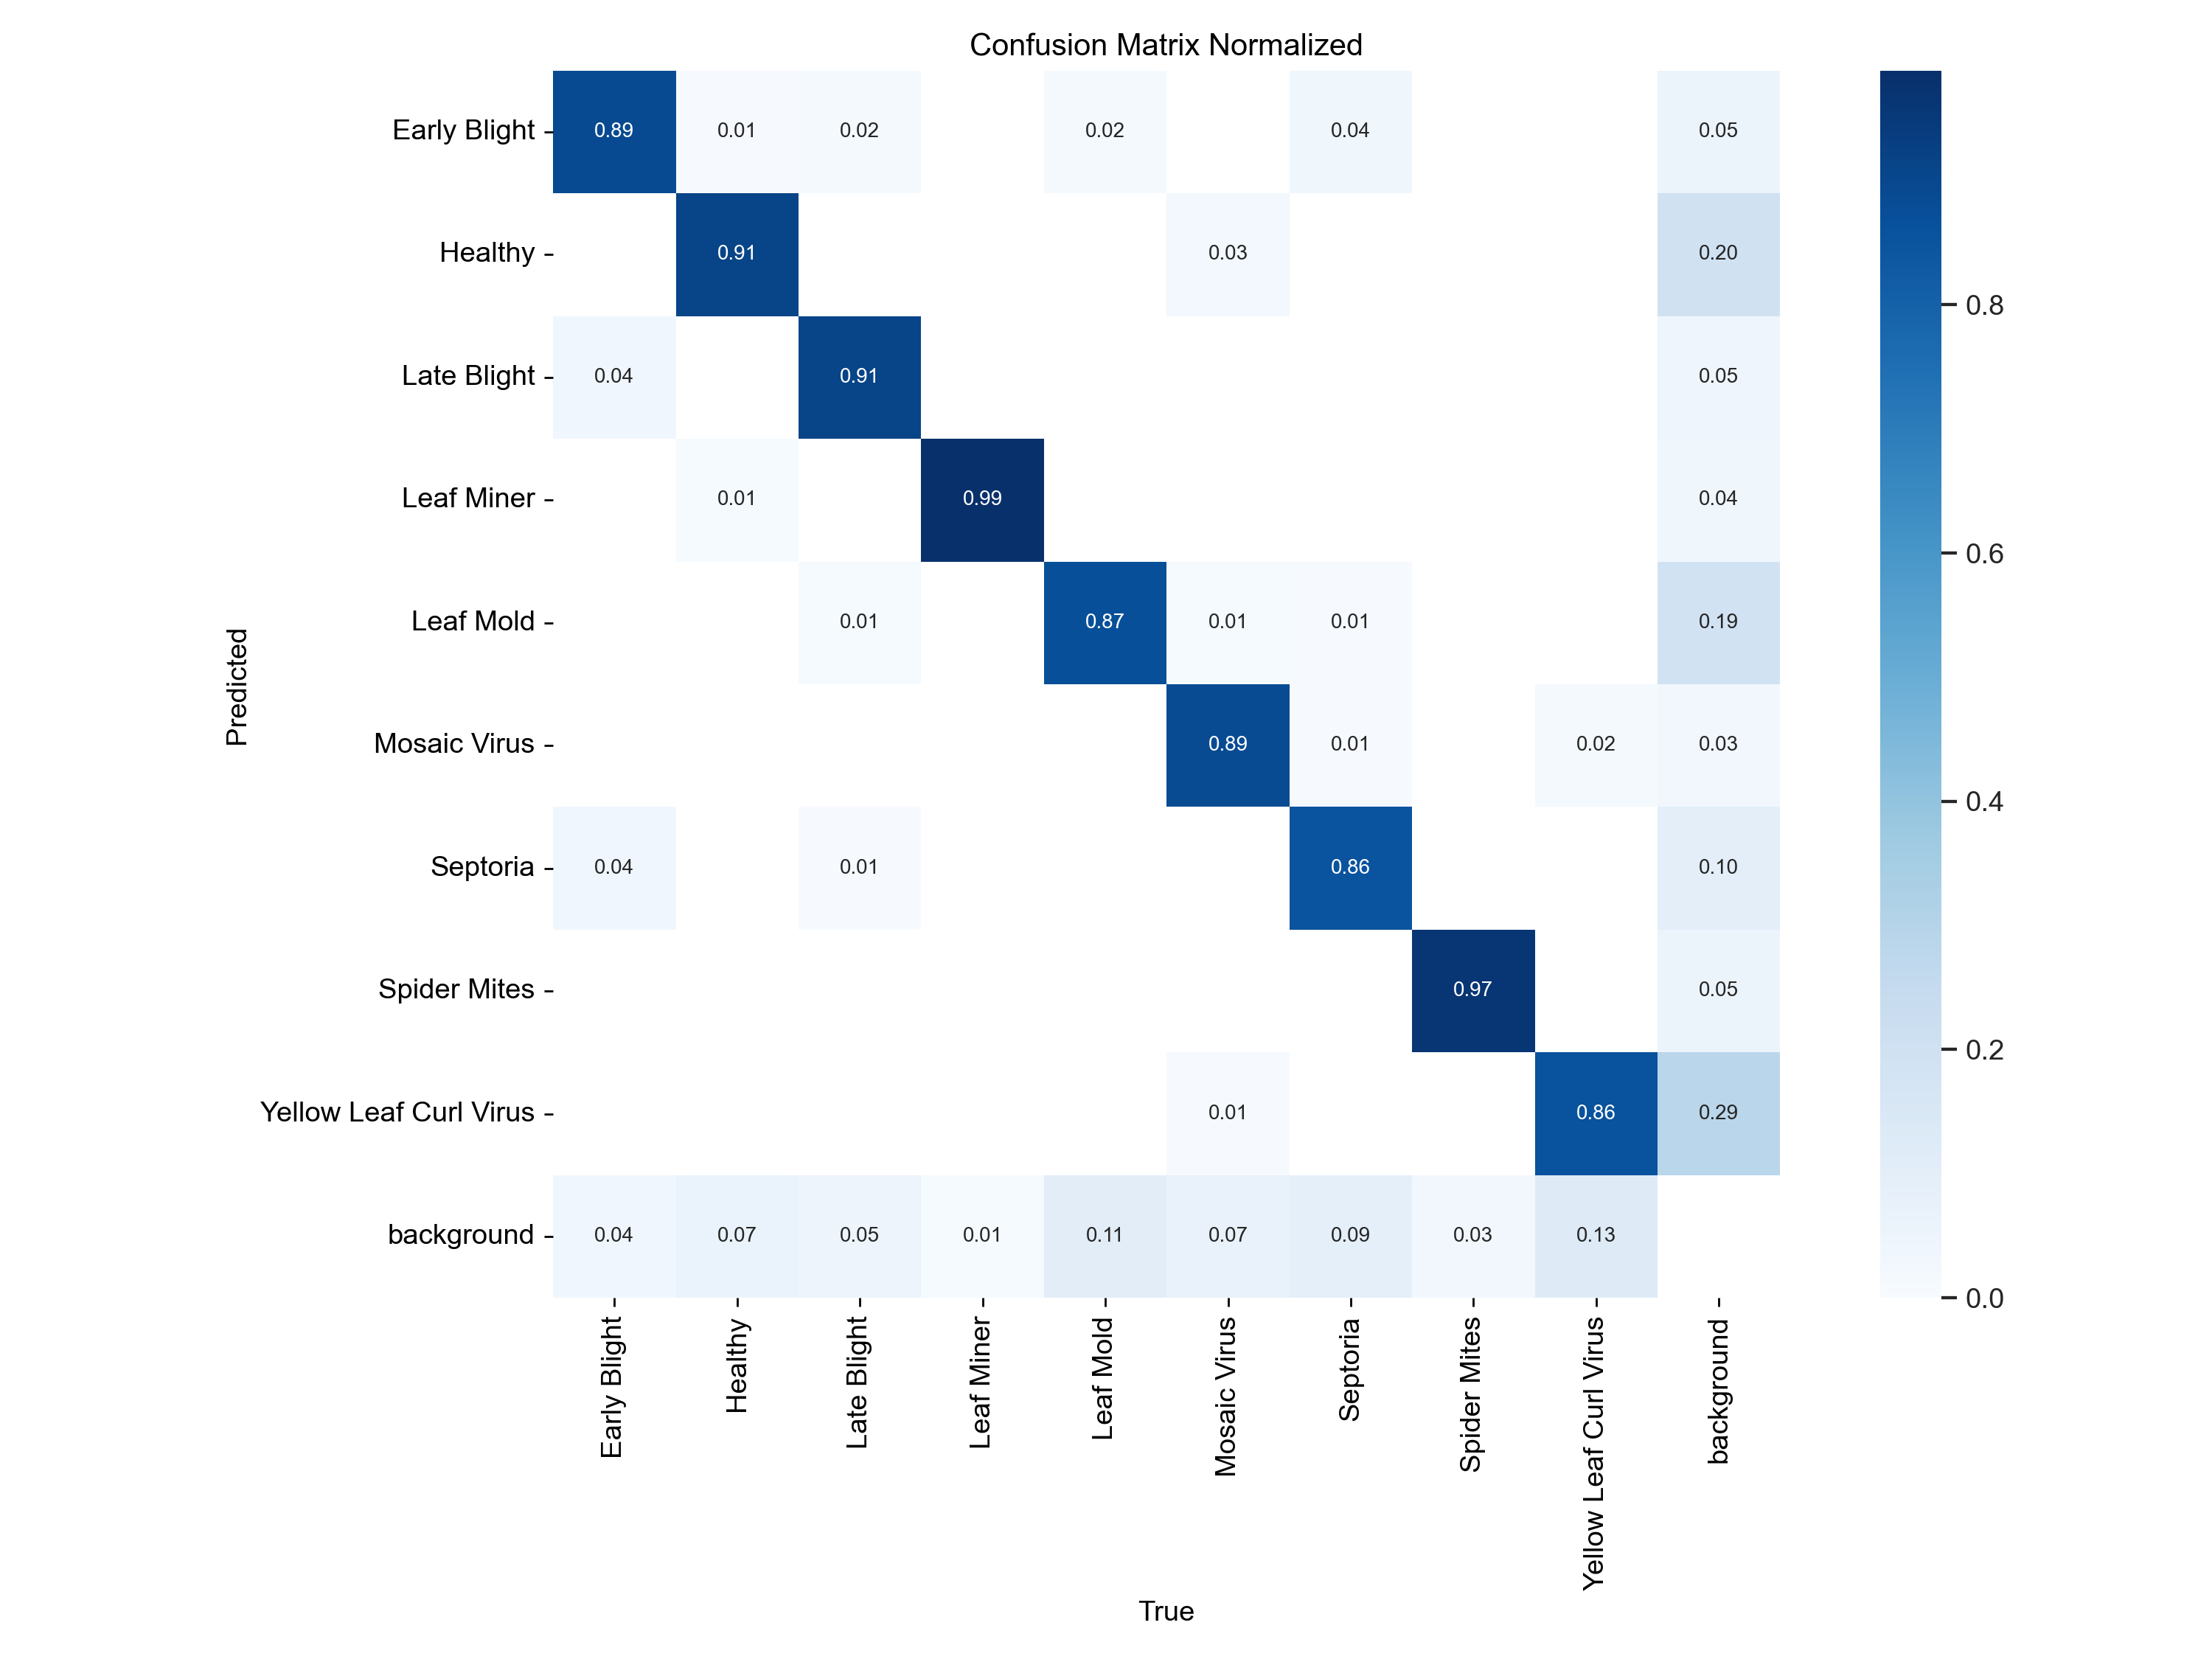 Confusion Matrix Normalized
Early Blight 0.89 0.01 0.02 0.02 0.04 0.05
Healthy 0.91 0.03 0.20
Late Blight 0.04 0.91 0.05
Leaf Miner 0.01 0.99 0.04
Leaf Mold 0.01 0.87 0.01 0.01 0.19
Mosaic Virus 0.89 0.01 0.02 0.03
Septoria 0.04 0.01 0.86 0.10
Spider Mites 0.97 0.05
Yellow Leaf Curl Virus 0.01 0.86 0.29
background 0.04 0.07 0.05 0.01 0.11 0.07 0.09 0.03 0.13
Predicted
Early Blight
Healthy
Late Blight
Leaf Miner
Leaf Mold
Mosaic Virus
Septoria
Spider Mites
Yellow Leaf Curl Virus
background
True
0.8
0.6
0.4
0.2
0.0